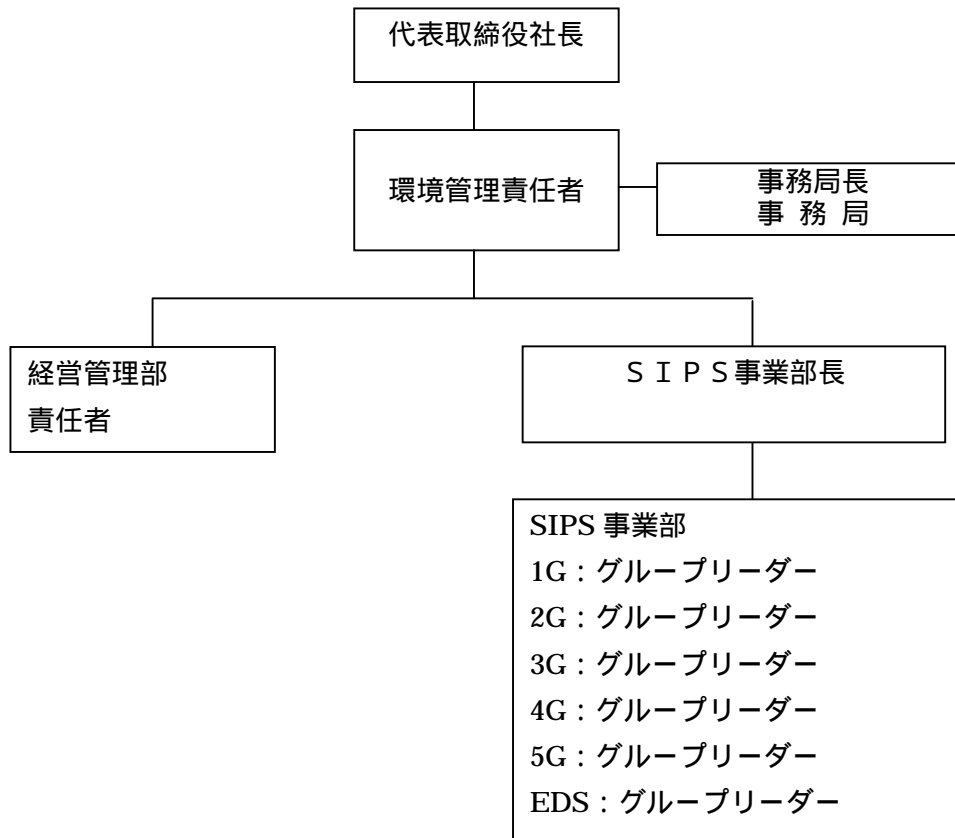 代表取締役社長
環境管理責任者
事務局長
事 務 局
経営管理部
責任者
ＳＩＰＳ事業部長
SIPS 事業部
1G：グループリーダー
2G：グループリーダー
3G：グループリーダー
4G：グループリーダー
5G：グループリーダー
EDS：グループリーダー